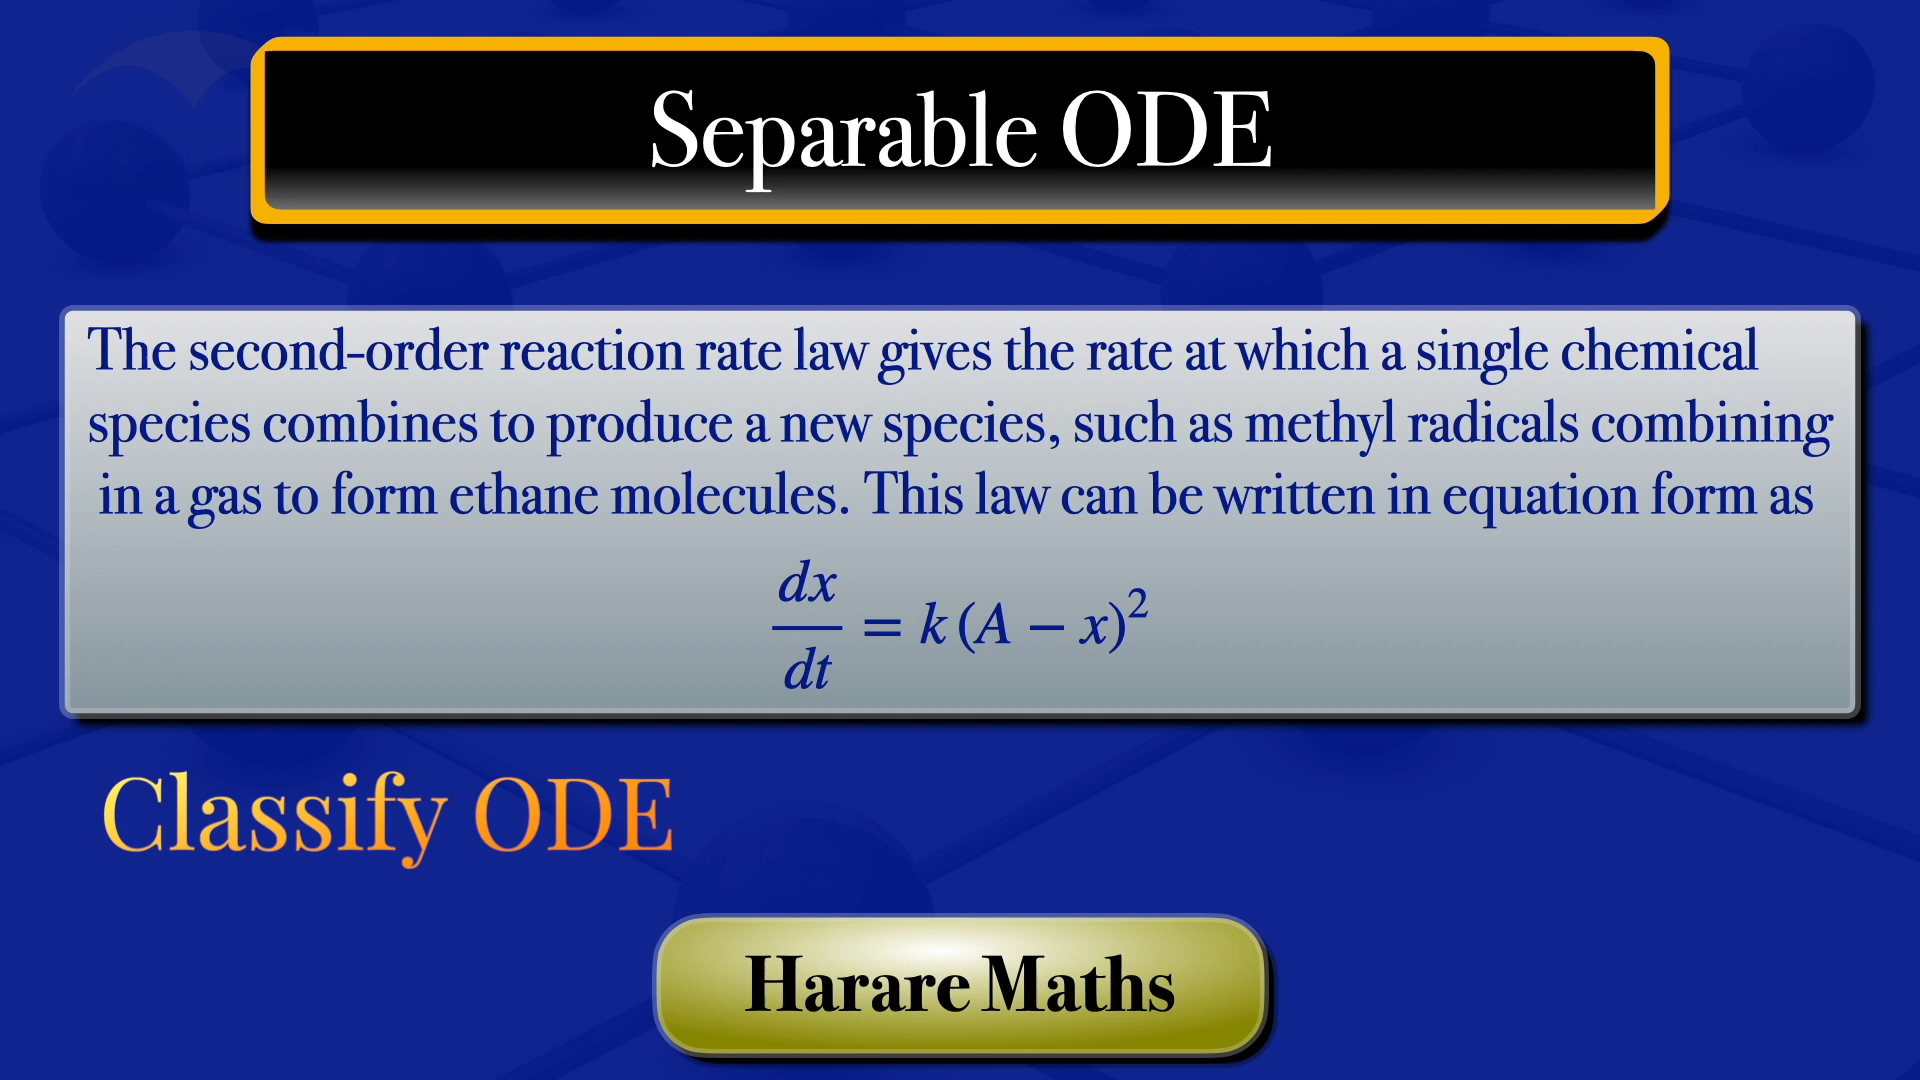 Separable ODE
The second-order reaction rate law gives the rate at which a single chemical
species combines to produce a new species, such as methyl radicals combining
in a gas to form ethane molecules. This law can be written in equation form as
dx/dt = k (A − x)²
Classify ODE
Harare Maths